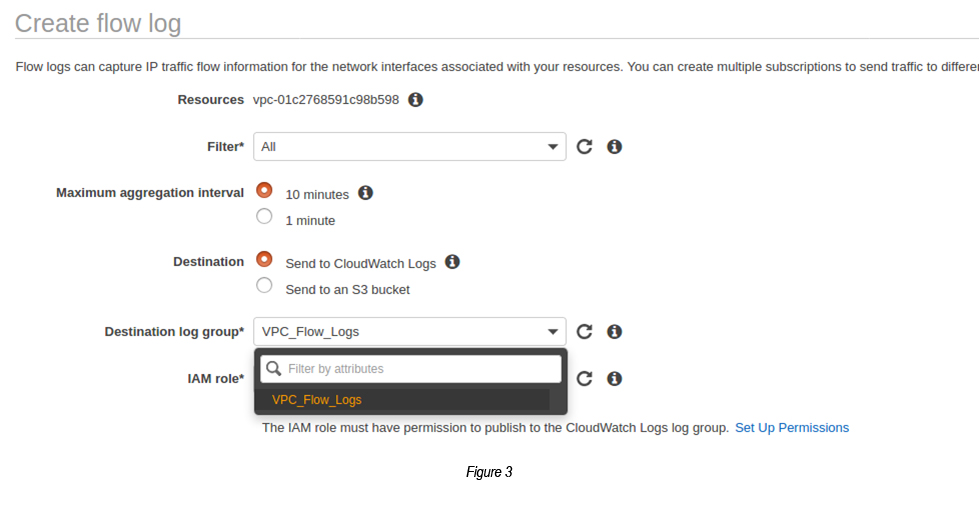 Create flow log
Flow logs can capture IP traffic flow information for the network interfaces associated with your resources. You can create multiple subscriptions to send traffic to
Resources vpc-01c2768591c98b598
Filter* All
Maximum aggregation interval 10 minutes
1 minute
Destination Send to CloudWatch Logs
Send to an S3 bucket
Destination log group* VPC_Flow_Logs
Filter by attributes
IAM role*
VPC_Flow_Logs
The IAM role must have permission to publish to the CloudWatch Logs log group. Set Up Permissions
Figure 3